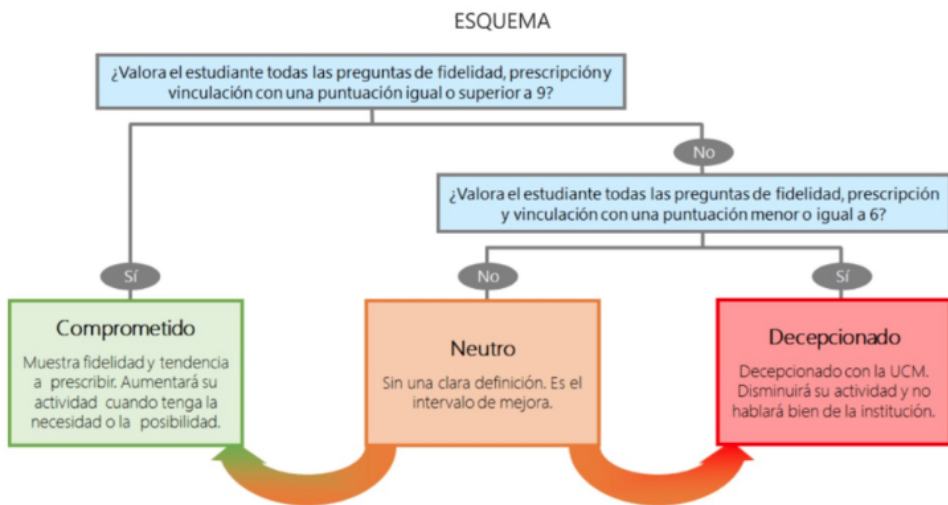 ESQUEMA
¿Valora el estudiante todas las preguntas de fidelidad, prescripción y
vinculación con una puntuación igual o superior a 9?
No
¿Valora el estudiante todas las preguntas de fidelidad, prescripción
y vinculación con una puntuación menor o igual a 6?
Sí
No
Sí
Comprometido
Muestra fidelidad y tendencia
a prescribir. Aumentará su
actividad cuando tenga la
necesidad o la posibilidad.
Neutro
Sin una clara definición. Es el
intervalo de mejora.
Decepcionado
Decepcionado con la UCM.
Disminuirá su actividad y no
hablará bien de la institución.